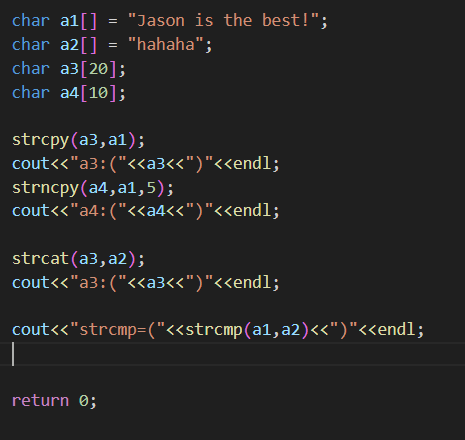 char a1[] = "Jason is the best!";
char a2[] = "hahaha";
char a3[20];
char a4[10];
strcpy(a3,a1);
cout<<"a3:("<<a3<<")"<<endl;
strncpy(a4,a1,5);
cout<<"a4:("<<a4<<")"<<endl;
strcat(a3,a2);
cout<<"a3:("<<a3<<")"<<endl;
cout<<"strcmp=("<<strcmp(a1,a2)<<")"<<endl;
return 0;